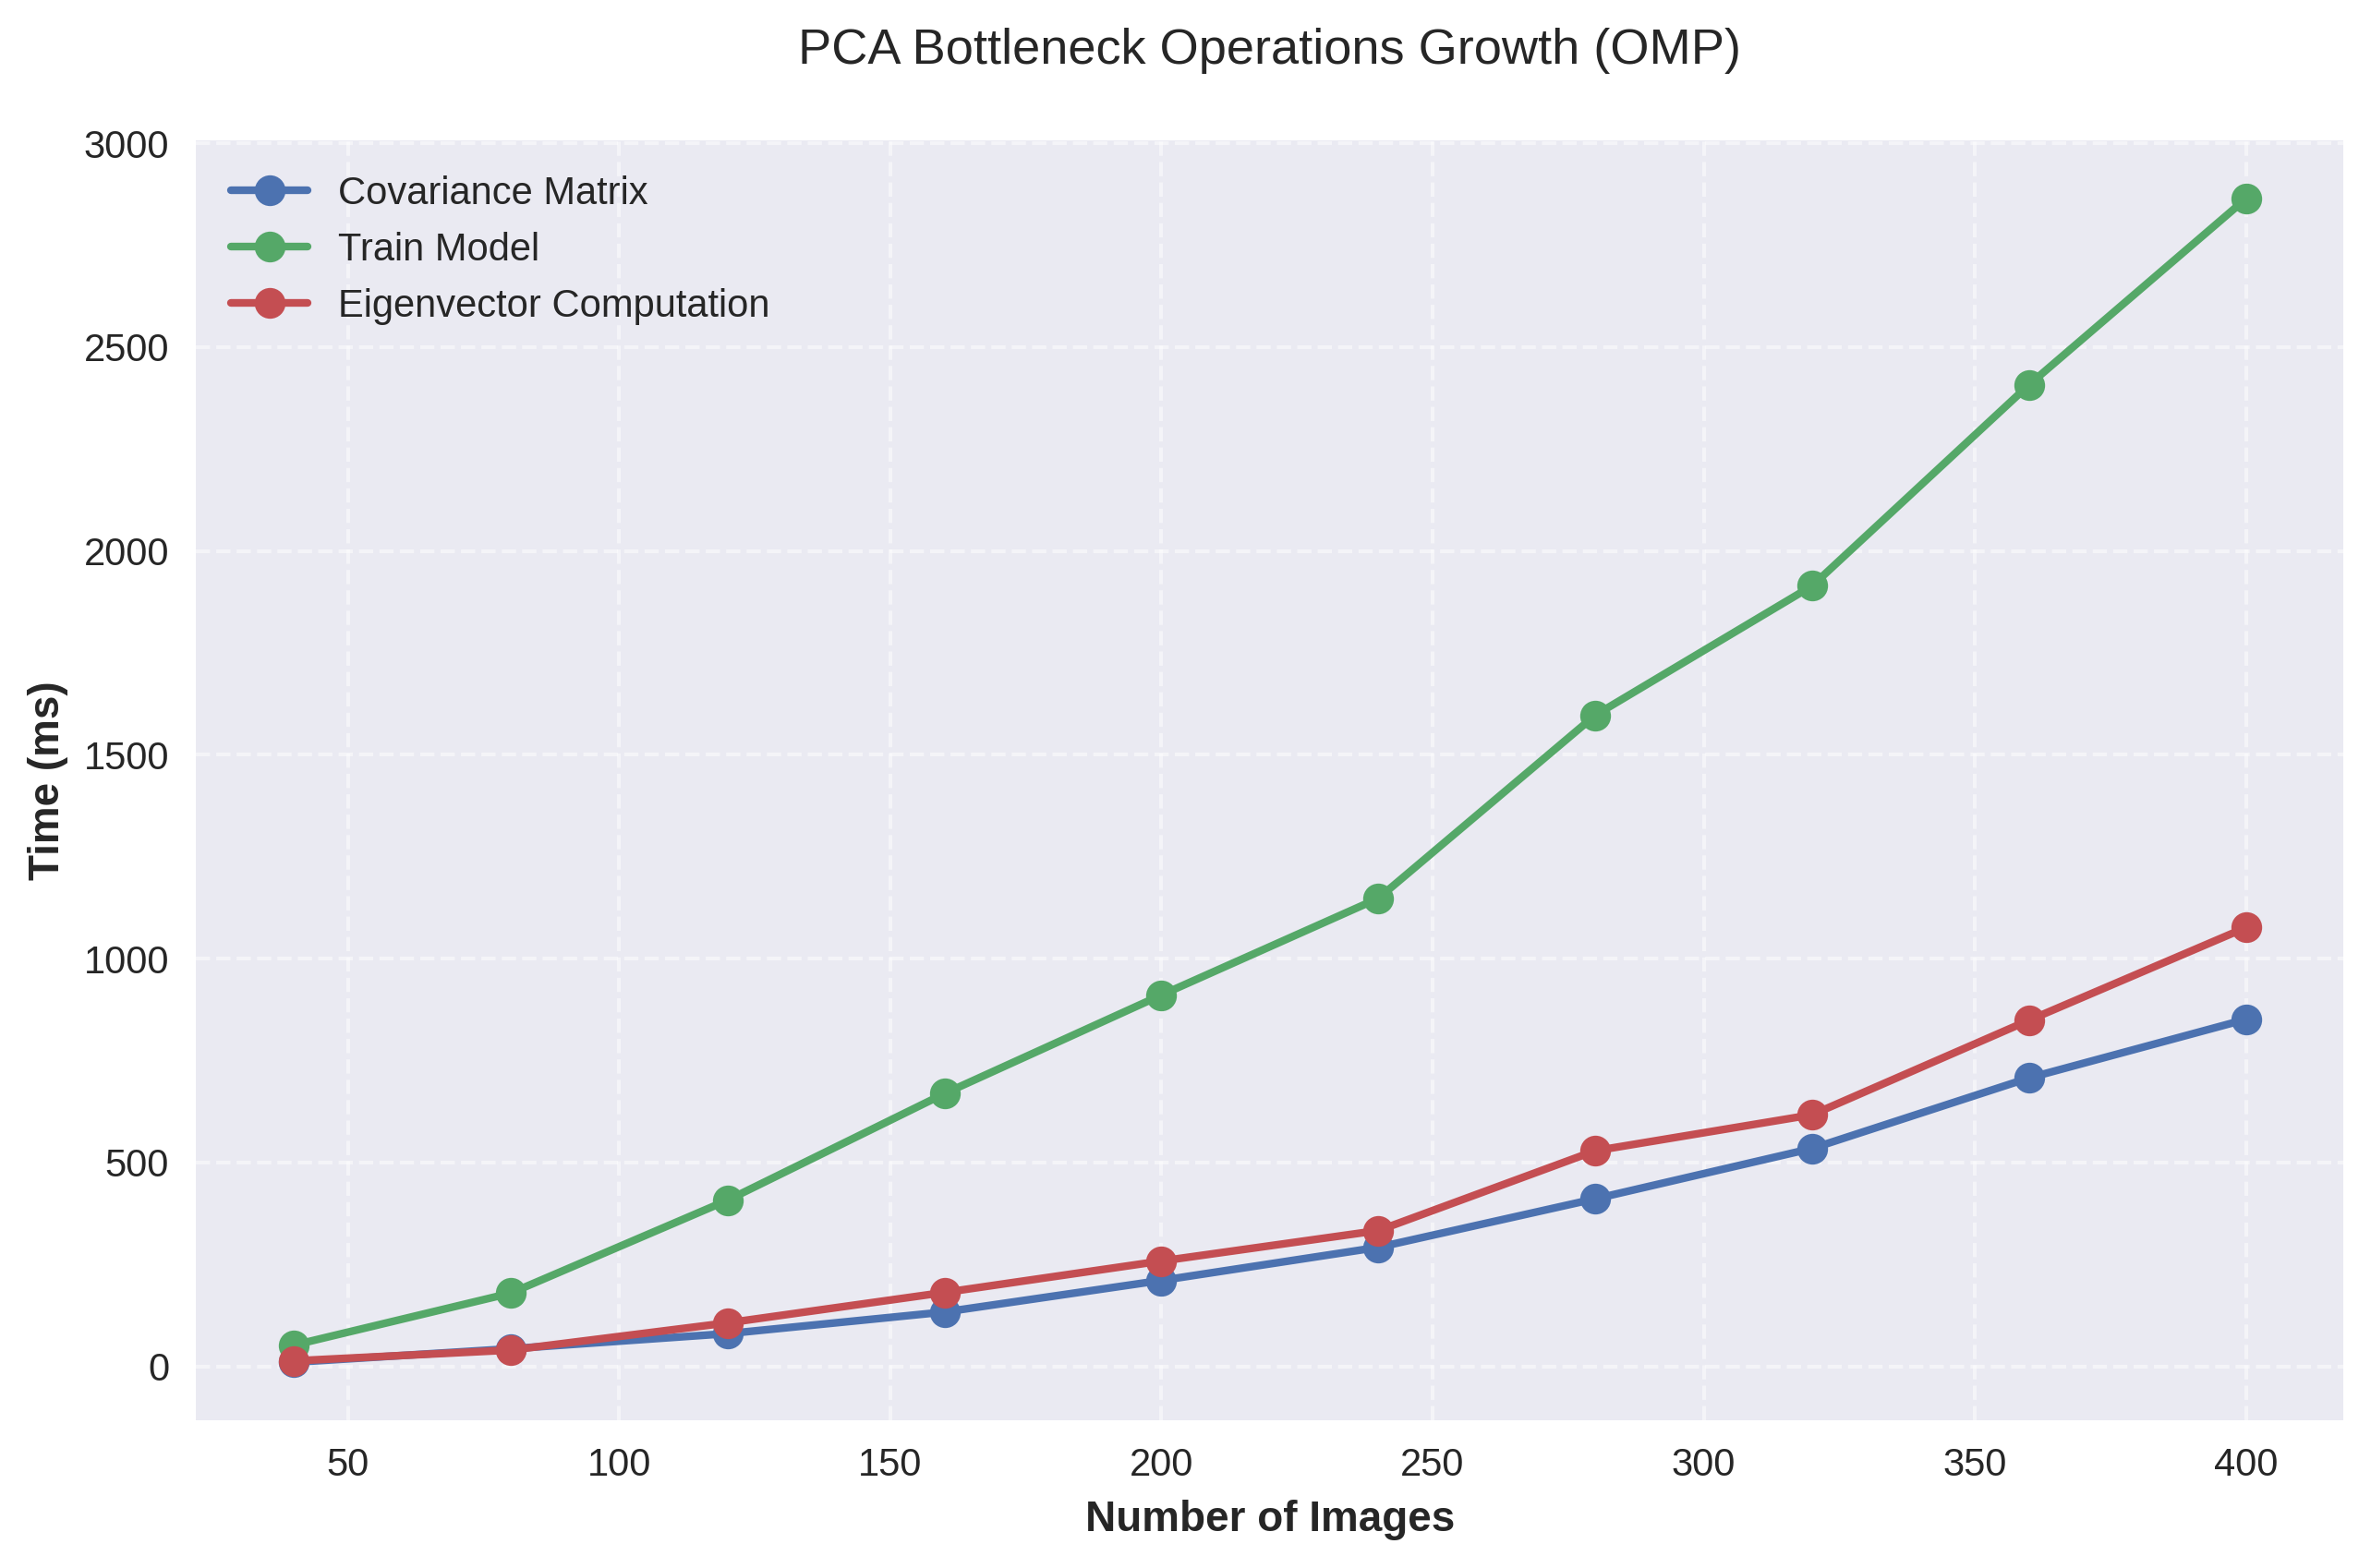 PCA Bottleneck Operations Growth (OMP)
3000
2500
2000
1500
1000
500
0
Time (ms)
Covariance Matrix
Train Model
Eigenvector Computation
50 100 150 200 250 300 350 400
Number of Images